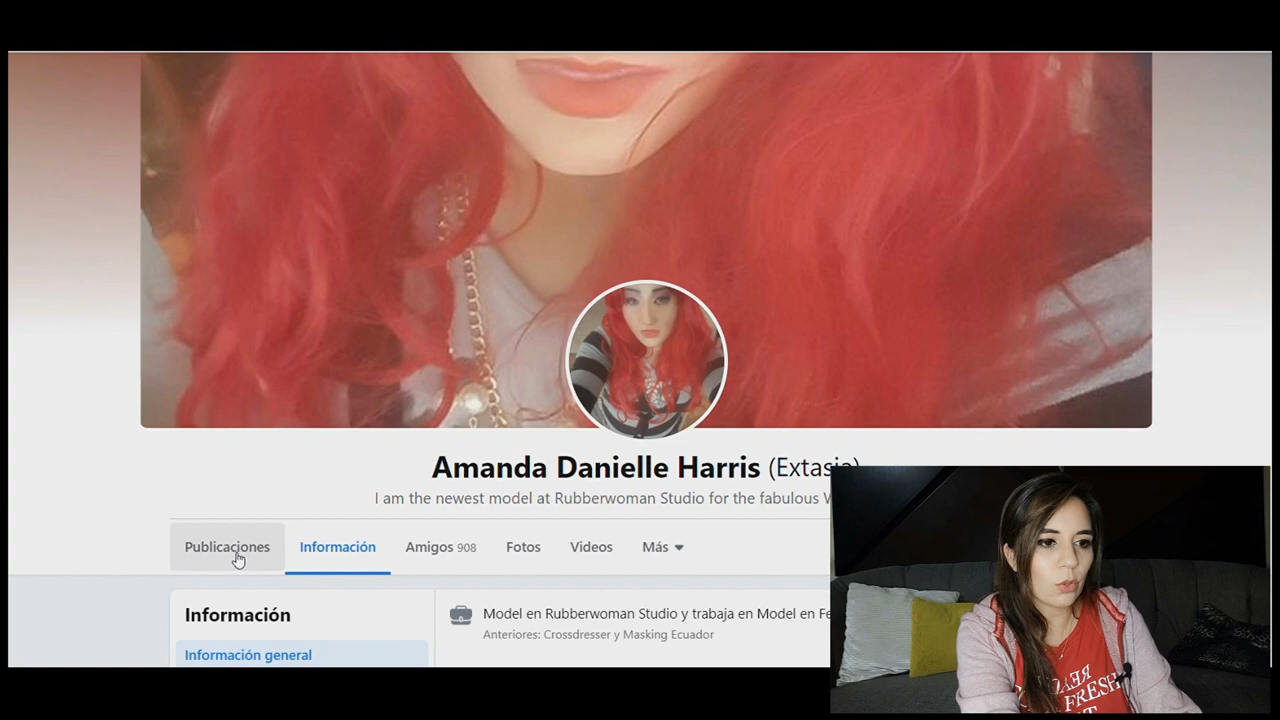 Amanda Danielle Harris (Extasia)
I am the newest model at Rubberwoman Studio for the fabulous
Publicaciones
Información
Amigos 908
Fotos
Videos
Más
Información
Model en Rubberwoman Studio y trabaja en Model en
Anteriores: Crossdresser y Masking Ecuador
Información general
FRESH